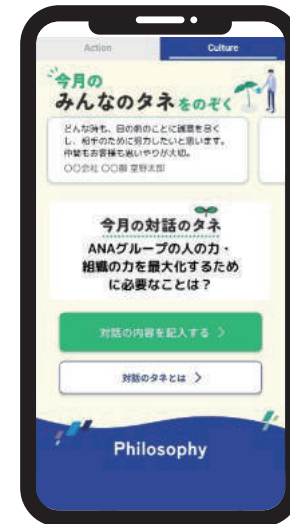 Action
Culture
今月の
みんなのタネをのぞく
どんな時も、目の前のことに誠意を尽く
し、相手のために努力したいと思います。
仲間もお客様も思いやりが大切。
〇〇会社 〇〇部 空野太郎
今月の対話のタネ
ANAグループの人の力・
組織の力を最大化するため
に必要なことは？
対話の内容を記入する
対話のタネとは
Philosophy